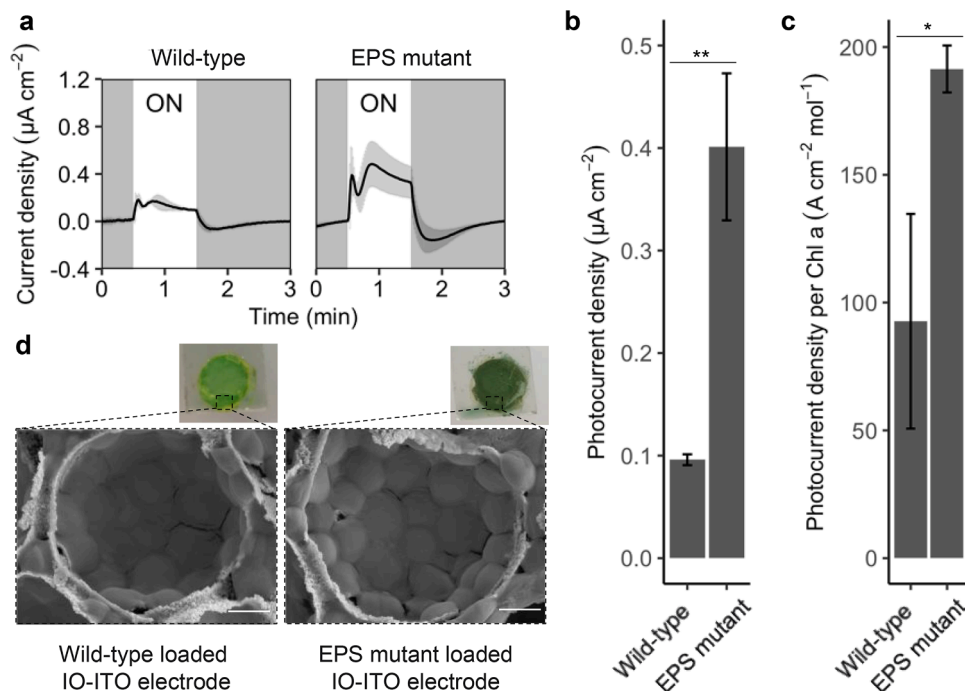 a
Wild-type
EPS mutant
Current density (µA cm⁻²)
1.2
0.8
0.4
0.0
-0.4
ON
ON
0 1 2 3
0 1 2 3
Time (min)
b
Photocurrent density (µA cm⁻²)
0.5
0.4
0.3
0.2
0.1
0.0
**
Wild-type
EPS mutant
c
Photocurrent density per Chl a (A cm⁻² mol⁻¹)
200
150
100
50
0
*
Wild-type
EPS mutant
d
Wild-type loaded
IO-ITO electrode
EPS mutant loaded
IO-ITO electrode